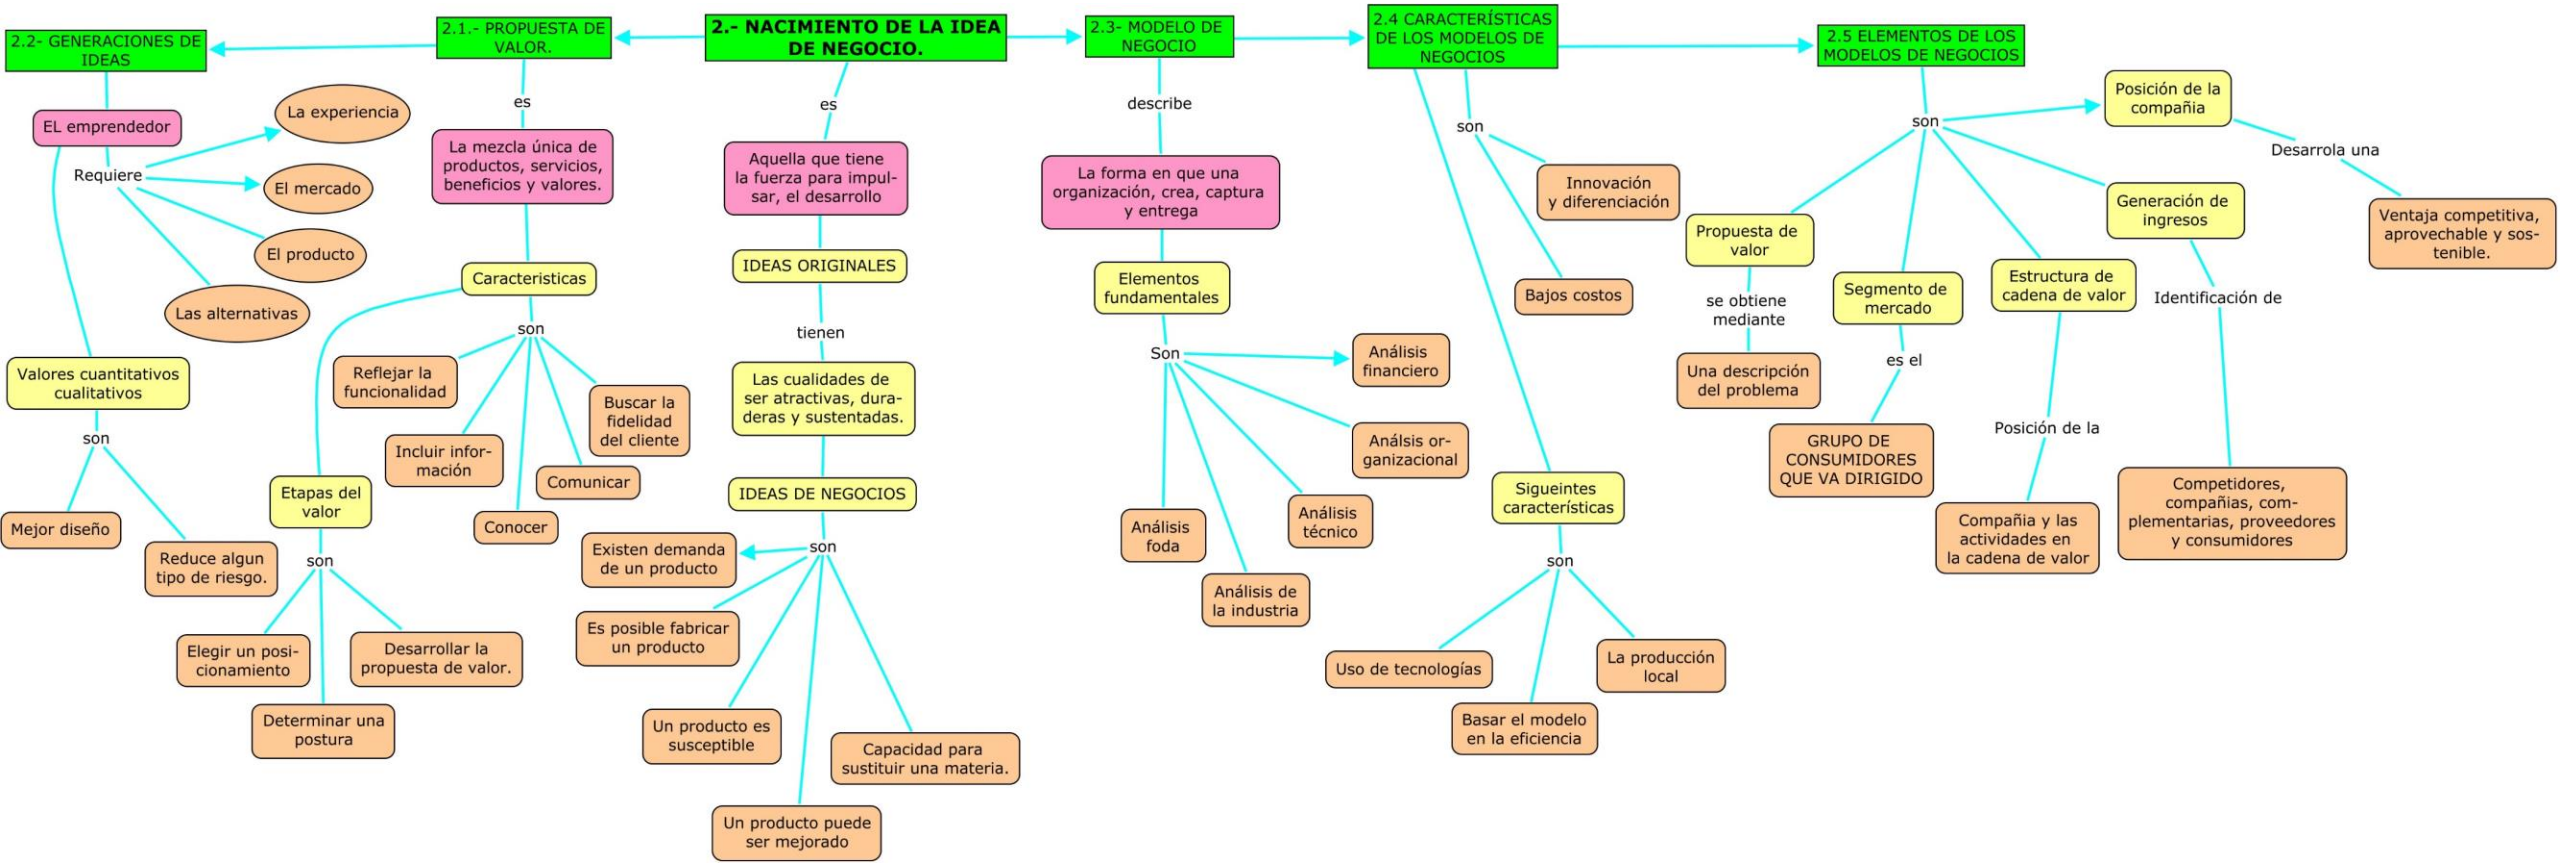 2.2- GENERACIONES DE
IDEAS
EL emprendedor
Requiere
La experiencia
El mercado
El producto
Las alternativas
Valores cuantitativos
cualitativos
son
Mejor diseño
Reduce algun
tipo de riesgo.
2.1.- PROPUESTA DE
VALOR.
es
La mezcla única de
productos, servicios,
beneficios y valores.
Caracteristicas
son
Reflejar la
funcionalidad
Incluir infor-
mación
Conocer
Comunicar
Buscar la
fidelidad
del cliente
Etapas del
valor
son
Elegir un posi-
cionamiento
Determinar una
postura
Desarrollar la
propuesta de valor.
2.- NACIMIENTO DE LA IDEA
DE NEGOCIO.
es
Aquella que tiene
la fuerza para impul-
sar, el desarrollo
IDEAS ORIGINALES
tienen
Las cualidades de
ser atractivas, dura-
deras y sustentadas.
IDEAS DE NEGOCIOS
son
Existen demanda
de un producto
Es posible fabricar
un producto
Un producto es
susceptible
Un producto puede
ser mejorado
Capacidad para
sustituir una materia.
2.3- MODELO DE
NEGOCIO
describe
La forma en que una
organización, crea, captura
y entrega
Elementos
fundamentales
Son
Análisis
financiero
Análsis or-
ganizacional
Análisis
técnico
Análisis de
la industria
Análisis
foda
2.4 CARACTERÍSTICAS
DE LOS MODELOS DE
NEGOCIOS
son
Innovación
y diferenciación
Bajos costos
Sigueintes
características
son
Uso de tecnologías
Basar el modelo
en la eficiencia
La producción
local
2.5 ELEMENTOS DE LOS
MODELOS DE NEGOCIOS
son
Propuesta de
valor
se obtiene
mediante
Una descripción
del problema
Segmento de
mercado
es el
GRUPO DE
CONSUMIDORES
QUE VA DIRIGIDO
Estructura de
cadena de valor
Posición de la
Compañia y las
actividades en
la cadena de valor
Generación de
ingresos
Identificación de
Competidores,
compañias, com-
plementarias, proveedores
y consumidores
Posición de la
compañia
Desarrola una
Ventaja competitiva,
aprovechable y sos-
tenible.